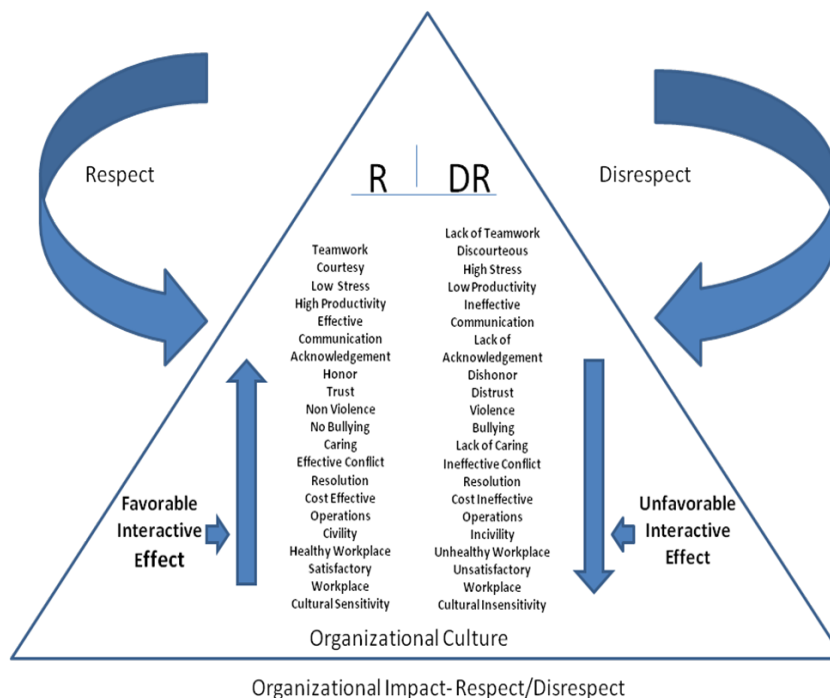 Respect
Disrespect
R
DR
Teamwork
Courtesy
Low Stress
High Productivity
Effective
Communication
Acknowledgement
Honor
Trust
Non Violence
No Bullying
Caring
Effective Conflict
Resolution
Cost Effective
Operations
Civility
Healthy Workplace
Satisfactory
Workplace
Cultural Sensitivity
Lack of Teamwork
Discourteous
High Stress
Low Productivity
Ineffective
Communication
Lack of
Acknowledgement
Dishonor
Distrust
Violence
Bullying
Lack of Caring
Ineffective Conflict
Resolution
Cost Ineffective
Operations
Incivility
Unhealthy Workplace
Unsatisfactory
Workplace
Cultural Insensitivity
Favorable
Interactive
Effect
Unfavorable
Interactive
Effect
Organizational Culture
Organizational Impact- Respect/Disrespect